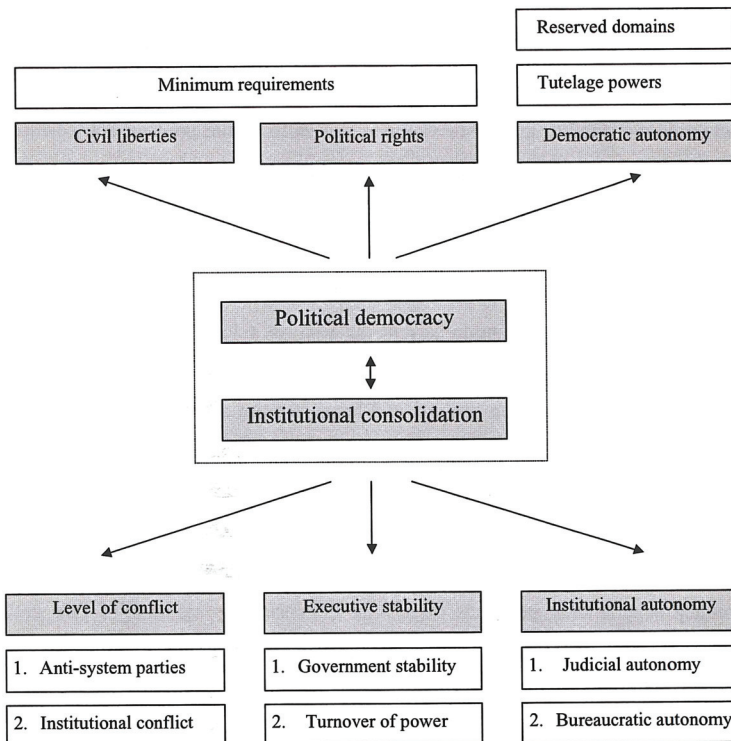 Reserved domains
Minimum requirements
Tutelage powers
Civil liberties
Political rights
Democratic autonomy
Political democracy
Institutional consolidation
Level of conflict
Executive stability
Institutional autonomy
1. Anti-system parties
1. Government stability
1. Judicial autonomy
2. Institutional conflict
2. Turnover of power
2. Bureaucratic autonomy